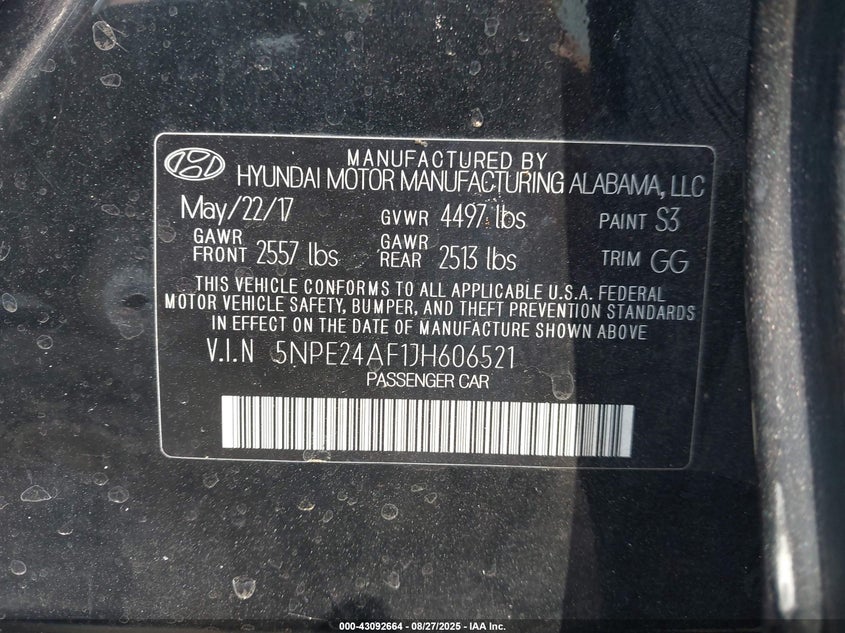 MANUFACTURED BY
HYUNDAI MOTOR MANUFACTURING ALABAMA, LLC
May/22/17 GVWR 4497 lbs PAINT S3
GAWR FRONT 2557 lbs GAWR REAR 2513 lbs TRIM GG
THIS VEHICLE CONFORMS TO ALL APPLICABLE U.S.A. FEDERAL
MOTOR VEHICLE SAFETY, BUMPER, AND THEFT PREVENTION STANDARDS
IN EFFECT ON THE DATE OF MANUFACTURE SHOWN ABOVE
V.I.N 5NPE24AF1JH606521
PASSENGER CAR
000-43092664 - 08/27/2025 - IAA Inc.